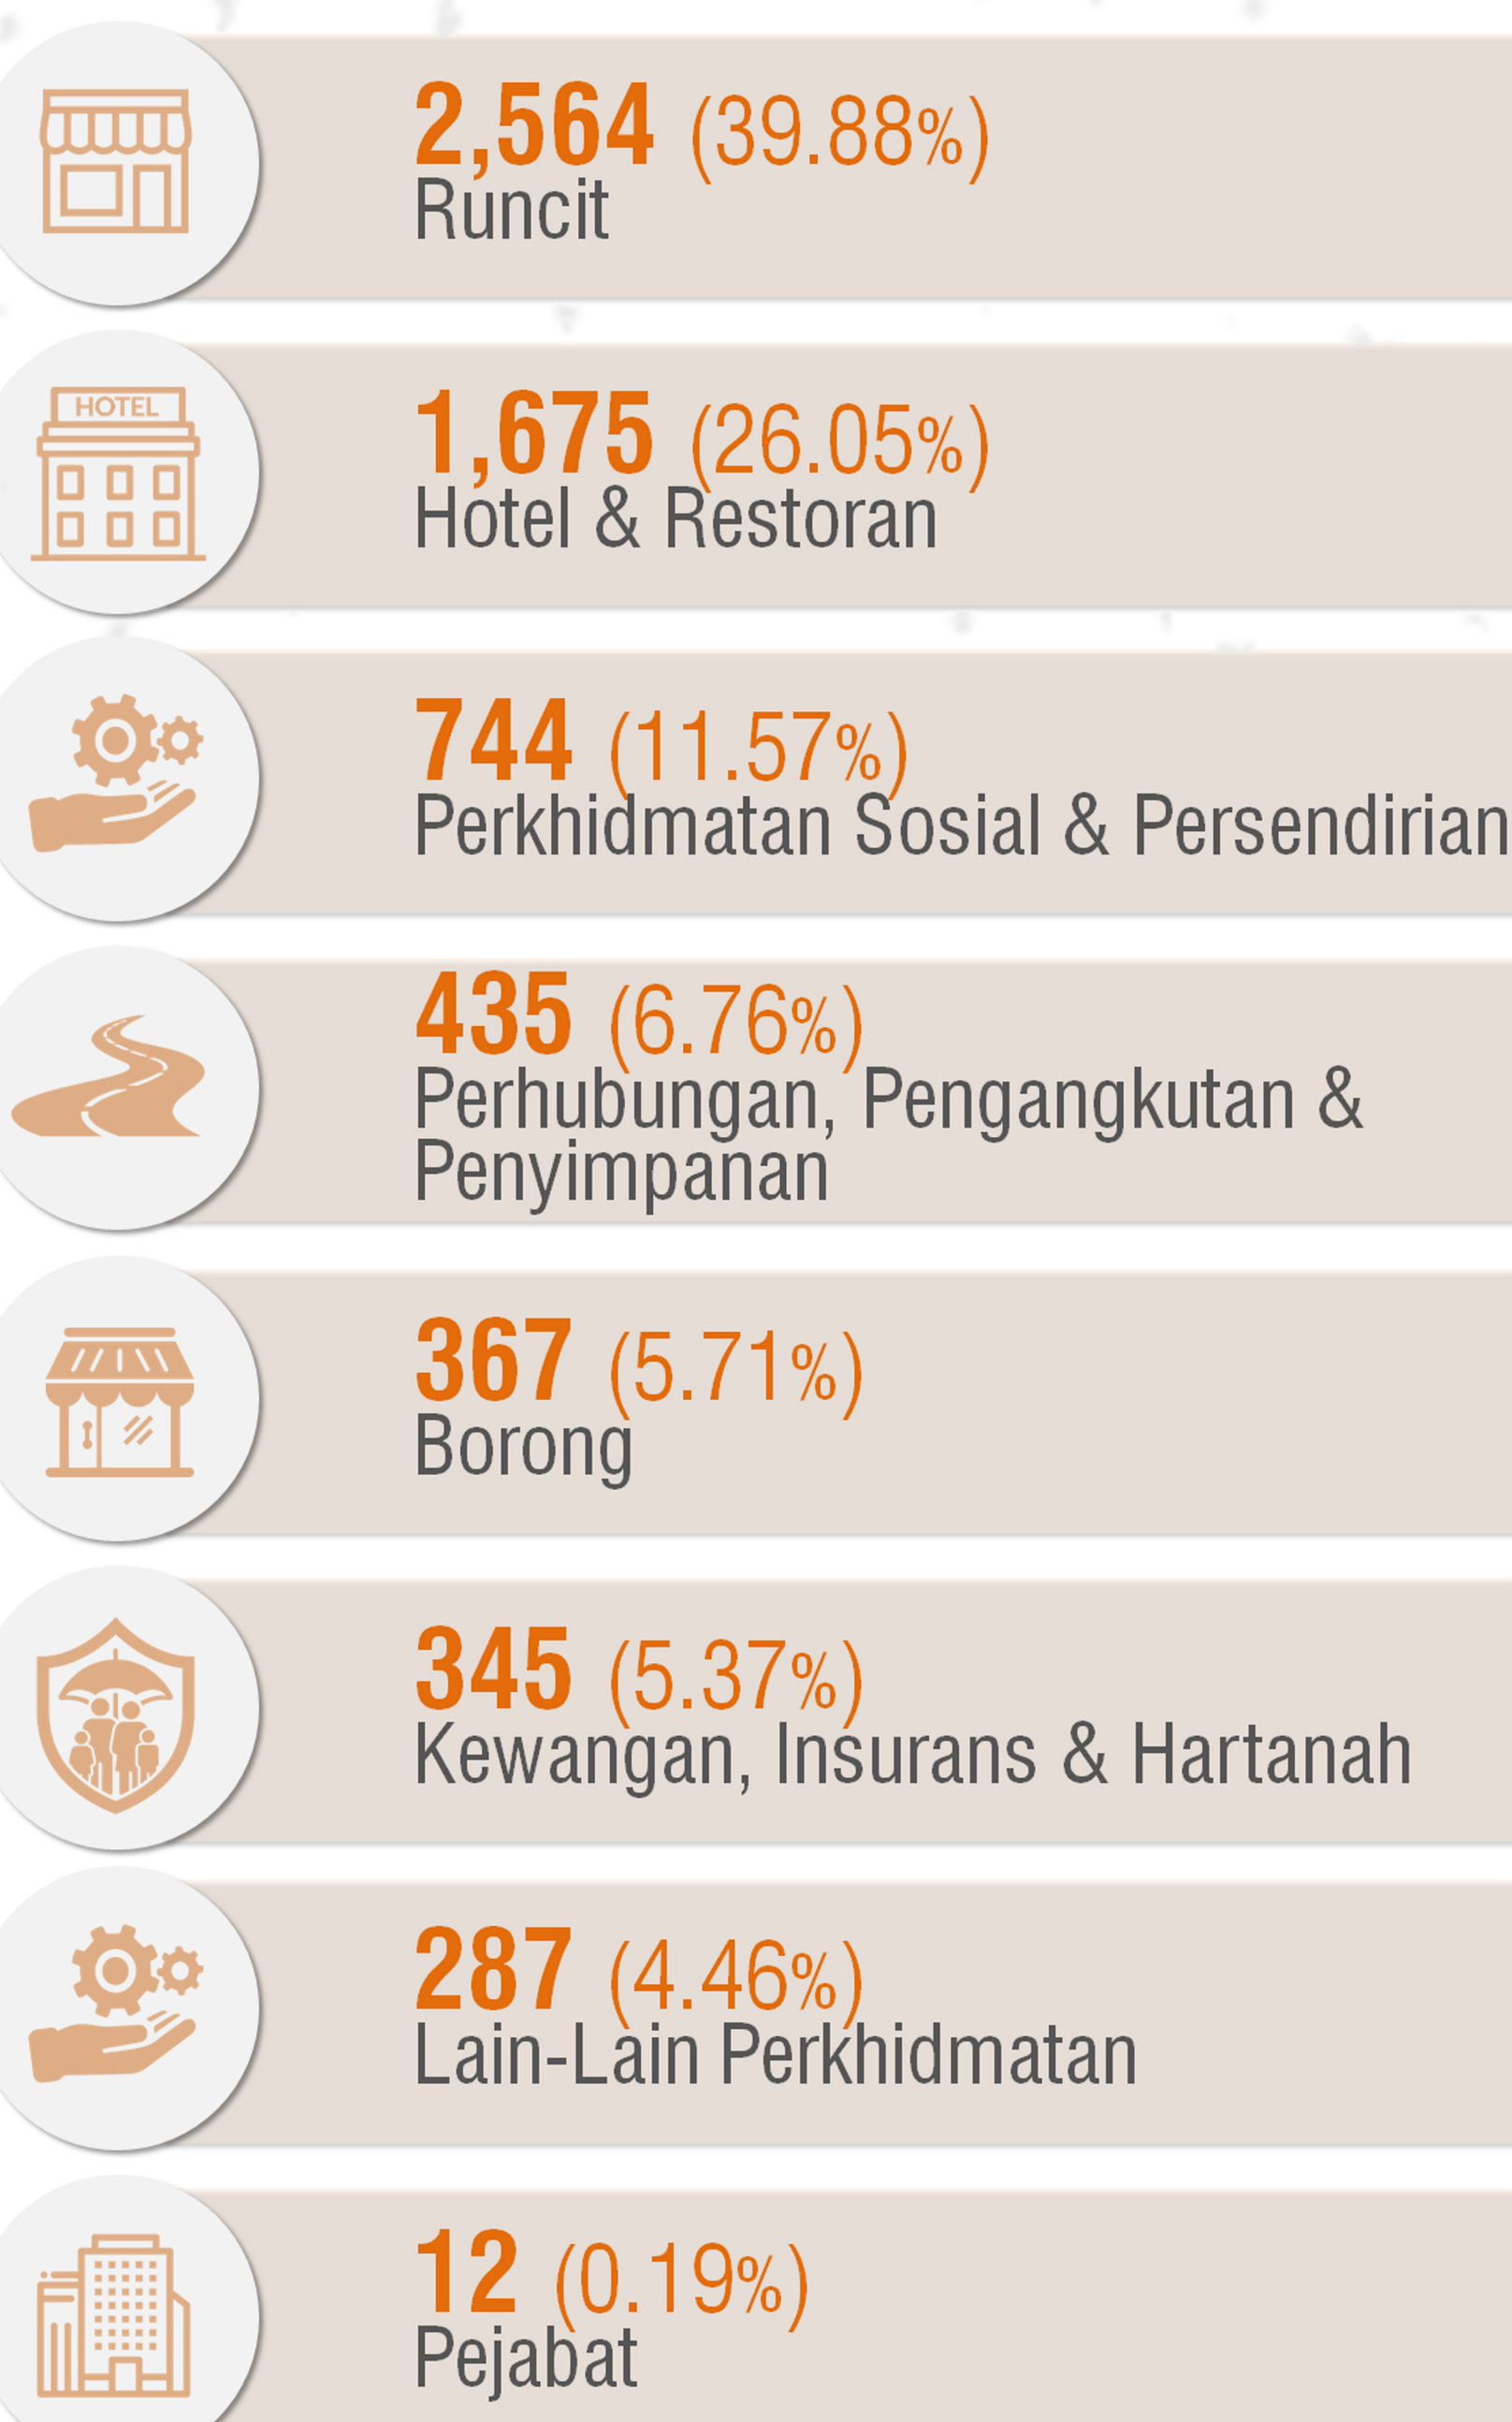 2,564 (39.88%)
Runcit
HOTEL
1,675 (26.05%)
Hotel & Restoran
744 (11.57%)
Perkhidmatan Sosial & Persendirian
435 (6.76%)
Perhubungan, Pengangkutan &
Penyimpanan
367 (5.71%)
Borong
345 (5.37%)
Kewangan, Insurans & Hartanah
287 (4.46%)
Lain-Lain Perkhidmatan
12 (0.19%)
Pejabat